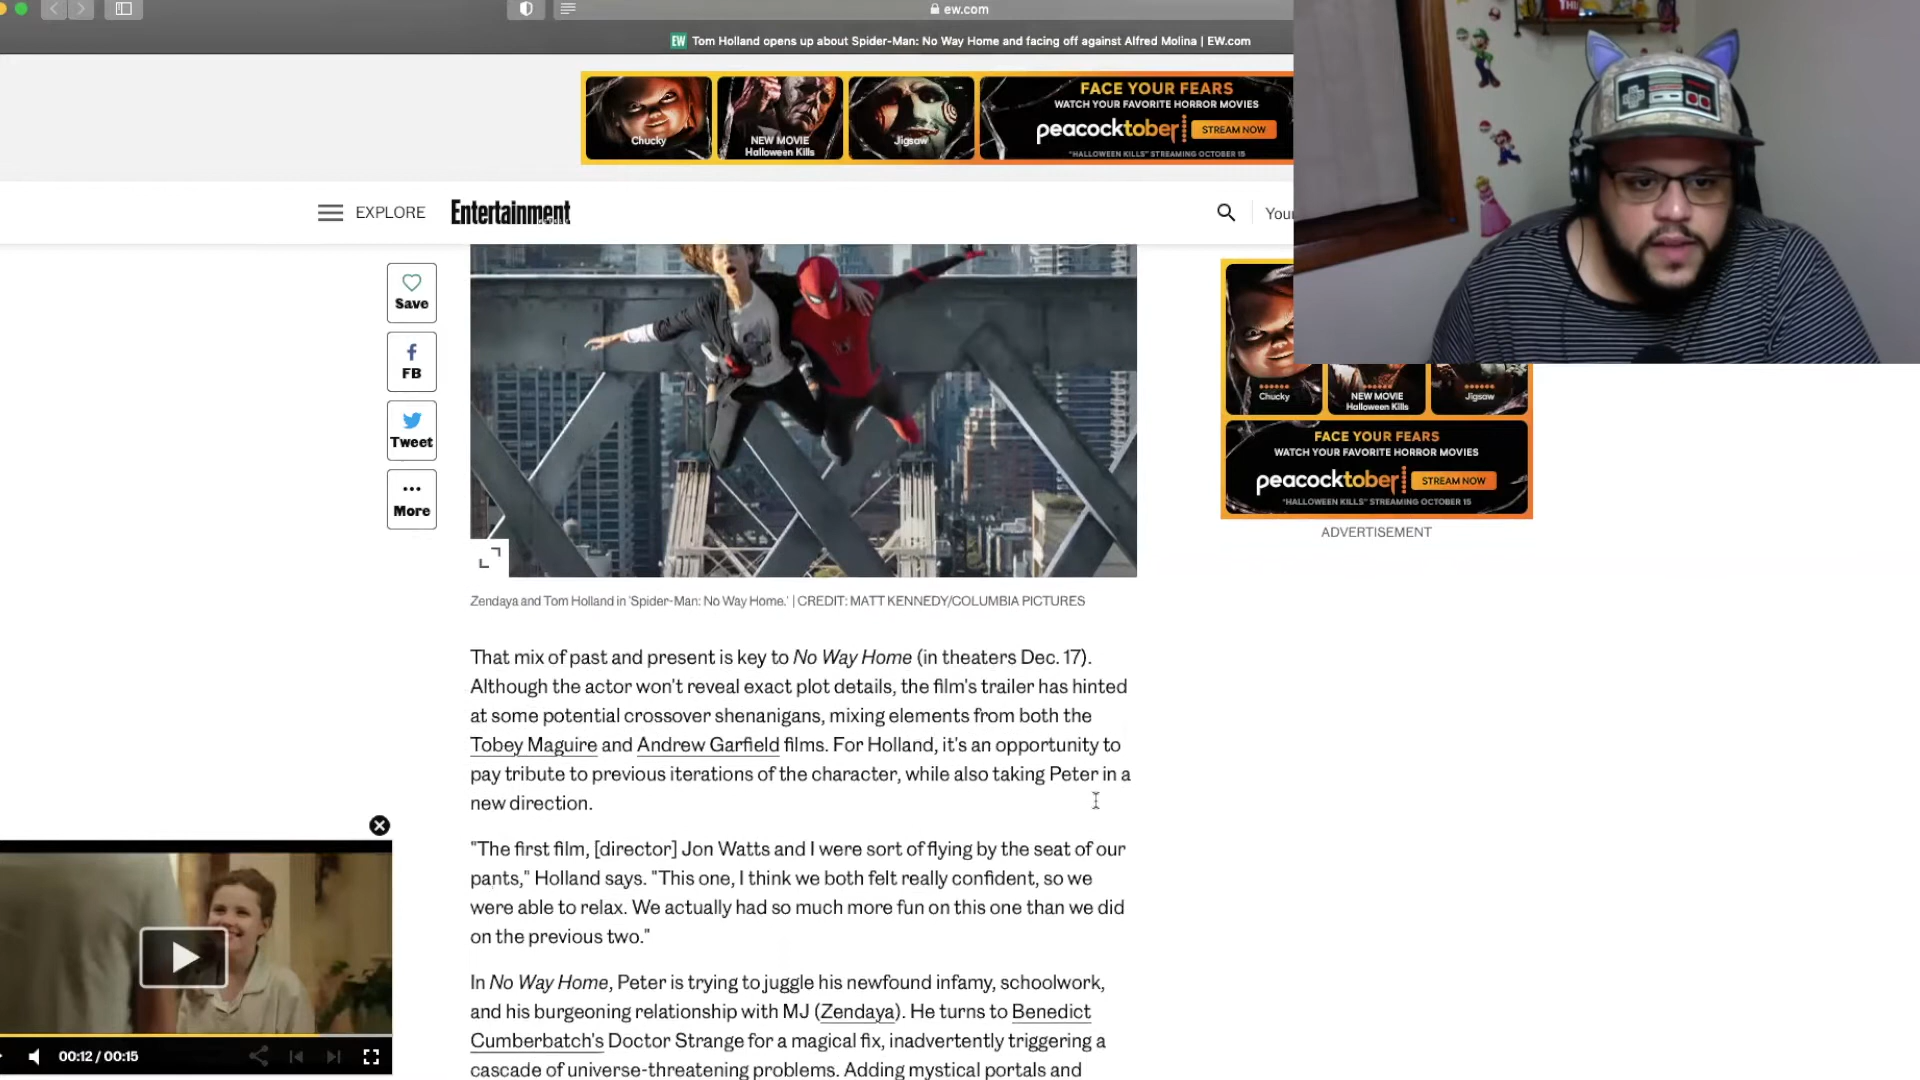 ew.com
EW Tom Holland opens up about Spider-Man: No Way Home and facing off against Alfred Molina | EW.com
Chucky
NEW MOVIE
Halloween Kills
Jigsaw
FACE YOUR FEARS
WATCH YOUR FAVORITE HORROR MOVIES
peacocktober
STREAM NOW
"HALLOWEEN KILLS" STREAMING OCTOBER 15
EXPLORE
Entertainment
Your
Save
FB
Tweet
More
Chucky
NEW MOVIE
Halloween Kills
Jigsaw
FACE YOUR FEARS
WATCH YOUR FAVORITE HORROR MOVIES
peacocktober
STREAM NOW
"HALLOWEEN KILLS" STREAMING OCTOBER 15
ADVERTISEMENT
Zendaya and Tom Holland in 'Spider-Man: No Way Home.' | CREDIT: MATT KENNEDY/COLUMBIA PICTURES
That mix of past and present is key to No Way Home (in theaters Dec. 17).
Although the actor won't reveal exact plot details, the film's trailer has hinted
at some potential crossover shenanigans, mixing elements from both the
Tobey Maguire and Andrew Garfield films. For Holland, it's an opportunity to
pay tribute to previous iterations of the character, while also taking Peter in a
new direction.
"The first film, [director] Jon Watts and I were sort of flying by the seat of our
pants," Holland says. "This one, I think we both felt really confident, so we
were able to relax. We actually had so much more fun on this one than we did
on the previous two."
In No Way Home, Peter is trying to juggle his newfound infamy, schoolwork,
and his burgeoning relationship with MJ (Zendaya). He turns to Benedict
Cumberbatch's Doctor Strange for a magical fix, inadvertently triggering a
cascade of universe-threatening problems. Adding mystical portals and
00:12 / 00:15